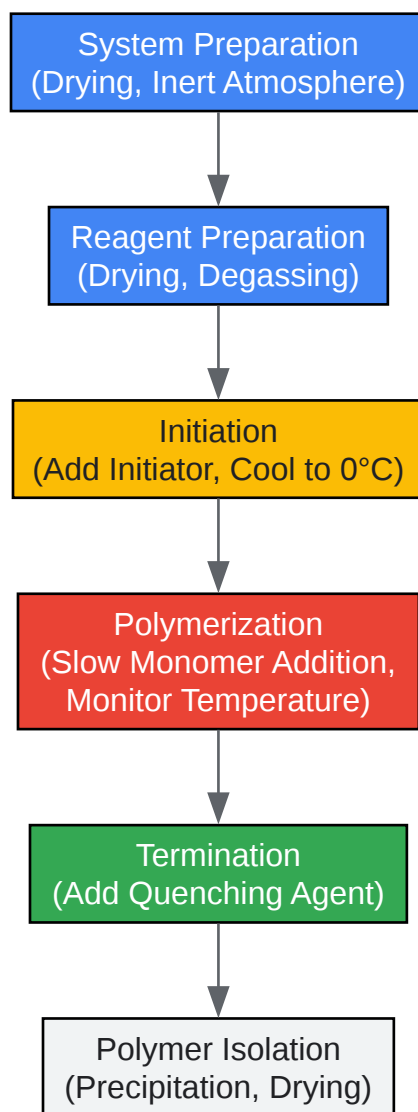 System Preparation
(Drying, Inert Atmosphere)
Reagent Preparation
(Drying, Degassing)
Initiation
(Add Initiator, Cool to 0°C)
Polymerization
(Slow Monomer Addition,
Monitor Temperature)
Termination
(Add Quenching Agent)
Polymer Isolation
(Precipitation, Drying)